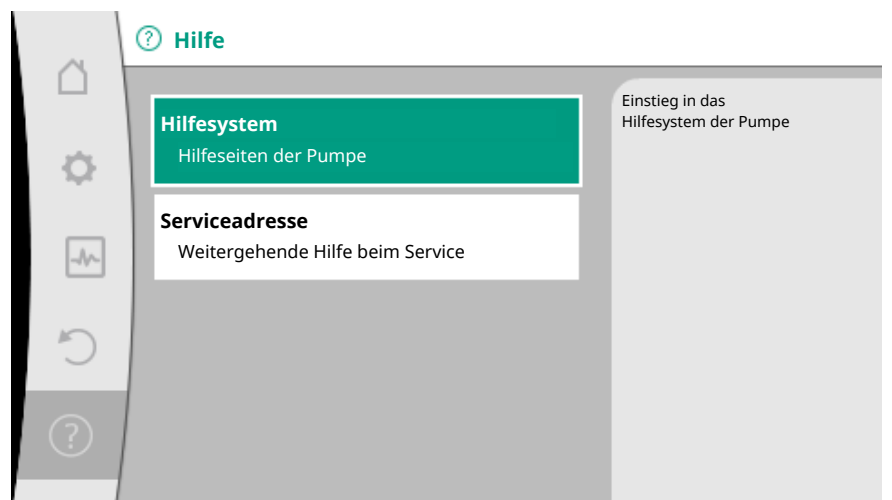 Hilfe
Hilfesystem
Hilfeseiten der Pumpe
Serviceadresse
Weitergehende Hilfe beim Service
Einstieg in das
Hilfesystem der Pumpe